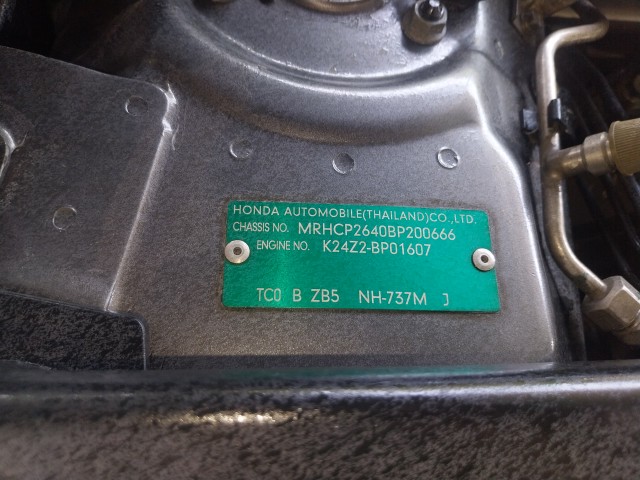 HONDA AUTOMOBILE(THAILAND)CO.,LTD.
CHASSIS NO. MRHCP2640BP200666
ENGINE NO. K24Z2-BP01607
TC0 B ZB5 NH-737M J